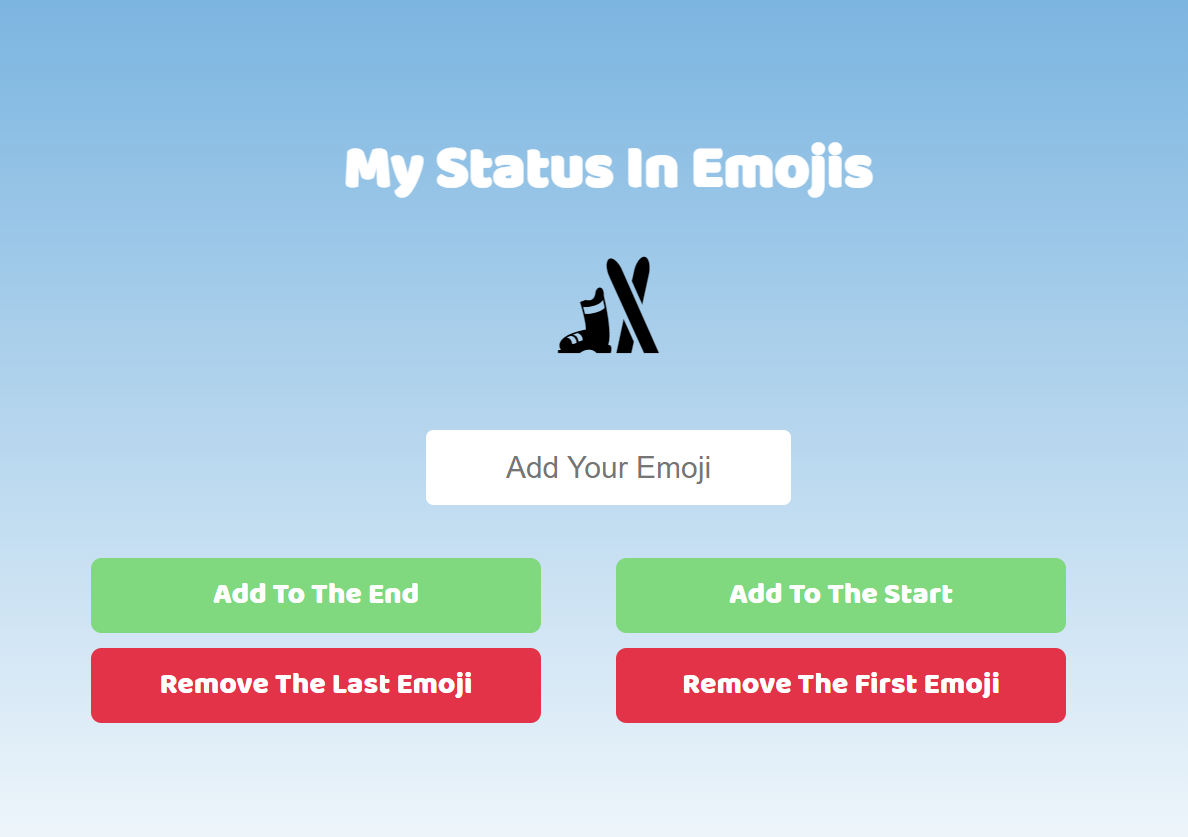 My Status In Emojis
Add Your Emoji
Add To The End
Add To The Start
Remove The Last Emoji
Remove The First Emoji